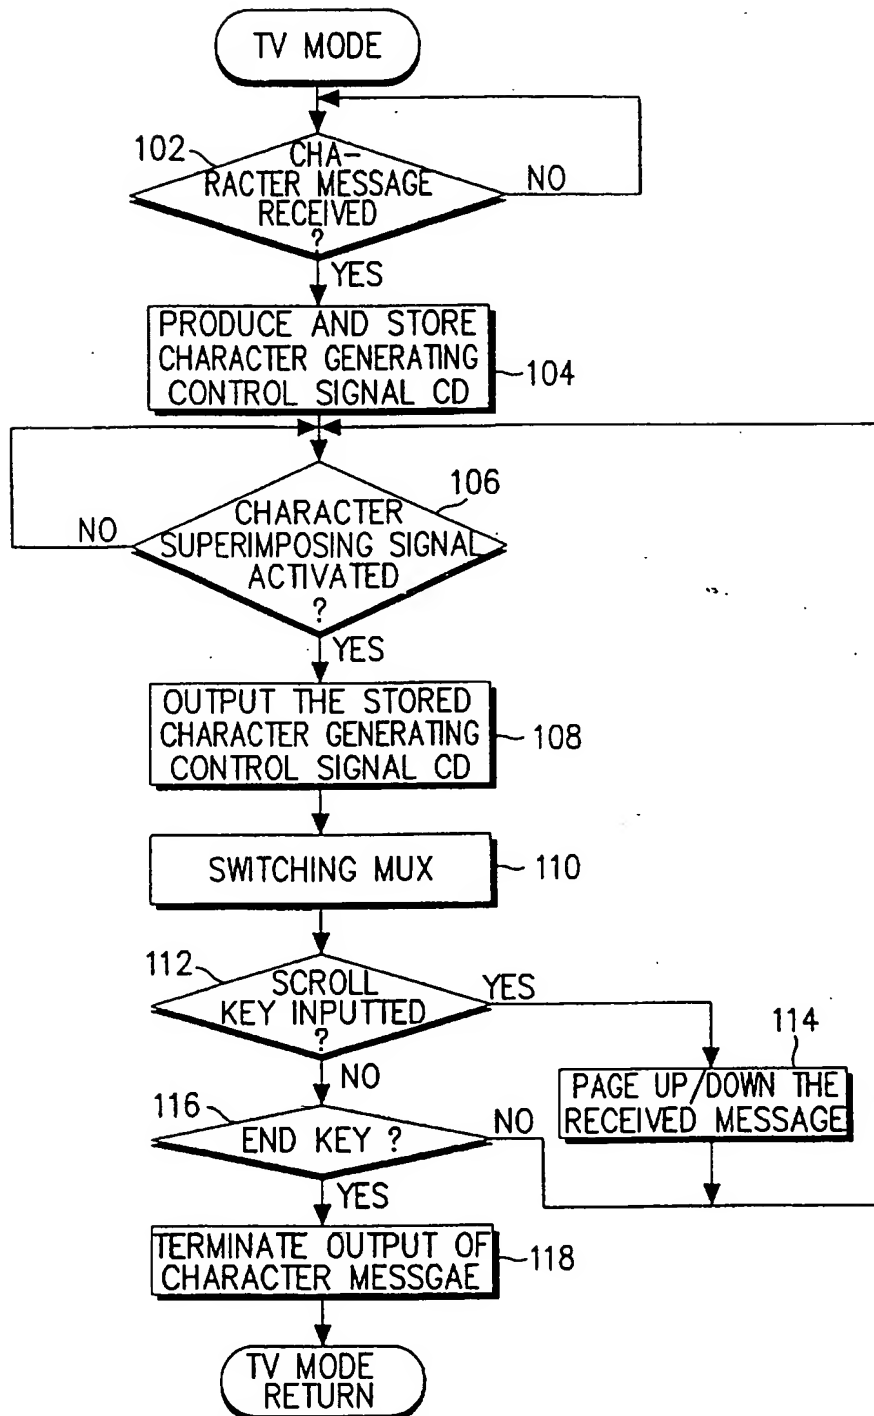 TV MODE
102
CHA-
RACTER MESSAGE
RECEIVED
?
NO
YES
PRODUCE AND STORE
CHARACTER GENERATING
CONTROL SIGNAL CD
104
106
CHARACTER
SUPERIMPOSING SIGNAL
ACTIVATED
?
NO
YES
OUTPUT THE STORED
CHARACTER GENERATING
CONTROL SIGNAL CD
108
SWITCHING MUX
110
112
SCROLL
KEY INPUTTED
?
YES
NO
114
PAGE UP/DOWN THE
RECEIVED MESSAGE
116
END KEY ?
NO
YES
TERMINATE OUTPUT OF
CHARACTER MESSGAE
118
TV MODE
RETURN